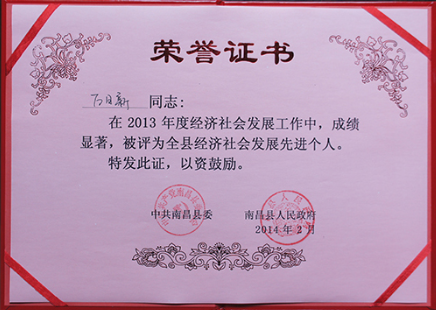 荣誉证书
同志：
在 2013 年度经济社会发展工作中，成绩
显著，被评为全县经济社会发展先进个人。
特发此证，以资鼓励。
中共南昌县委 南昌县人民政府
2014 年 2 月